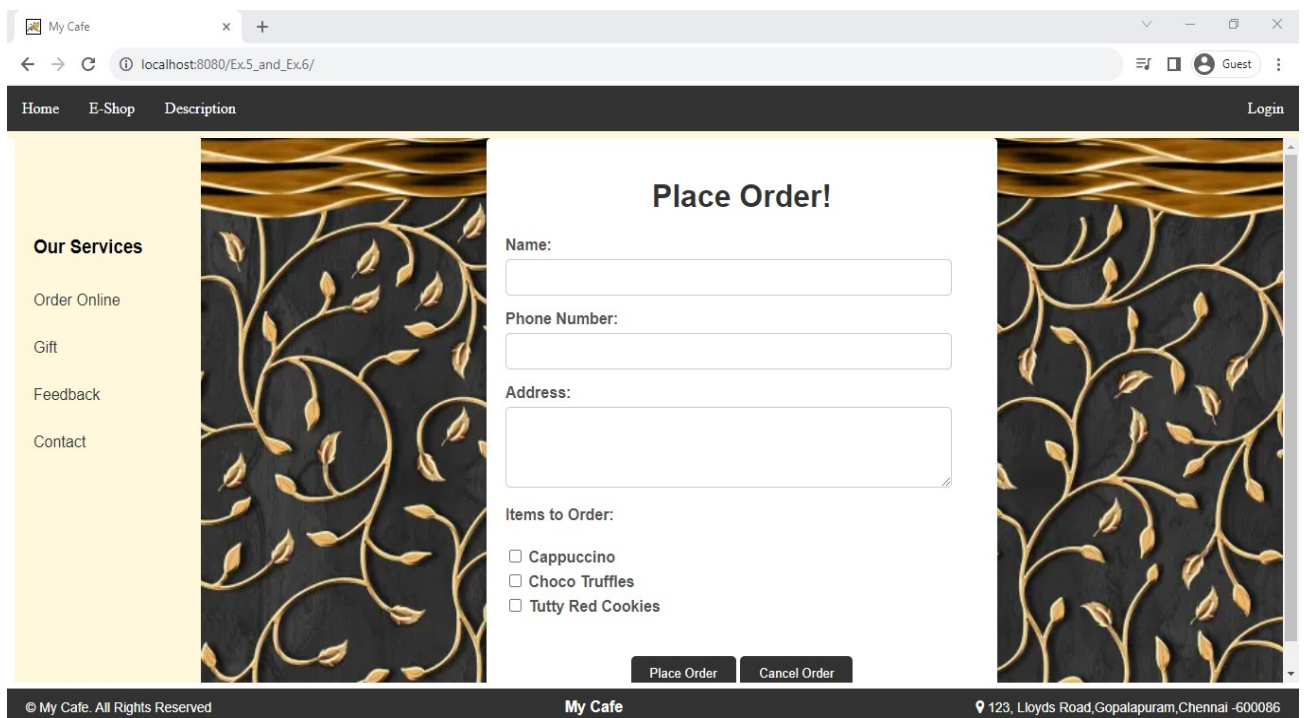 My Cafe
localhost:8080/Ex.5_and_Ex.6/
Guest
Home E-Shop Description Login
Our Services
Order Online
Gift
Feedback
Contact
Place Order!
Name:
Phone Number:
Address:
Items to Order:
Cappuccino
Choco Truffles
Tutty Red Cookies
Place Order Cancel Order
© My Cafe. All Rights Reserved My Cafe 123, Lloyds Road,Gopalapuram,Chennai -600086